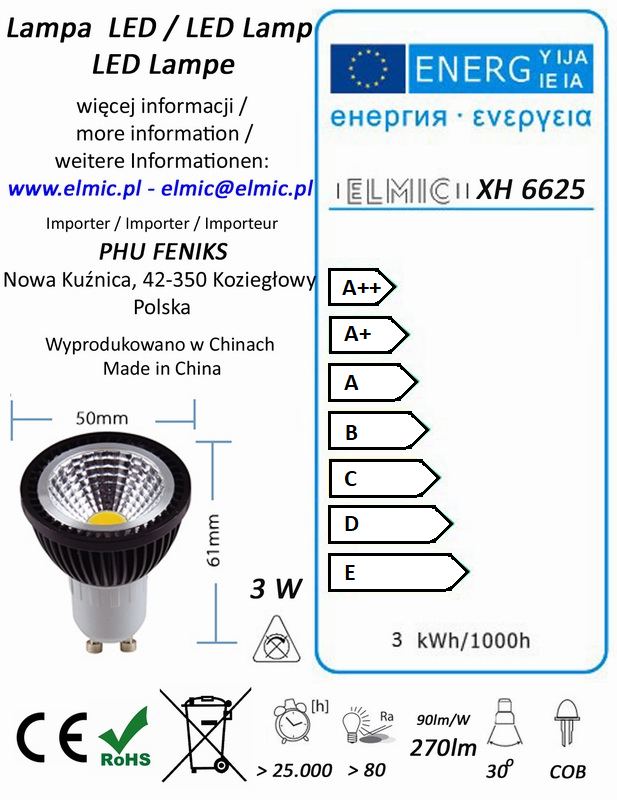 Lampa LED / LED Lamp
LED Lampe
więcej informacji /
more information /
weitere Informationen:
www.elmic.pl - elmic@elmic.pl
Importer / Importer / Importeur
PHU FENIKS
Nowa Kuźnica, 42-350 Koziegłowy
Polska
Wyprodukowano w Chinach
Made in China
50mm
61mm
3 W
ENERG Y IJA
IE IA
енергия · ενεργεια
ELMIC XH 6625
A++
A+
A
B
C
D
E
3 kWh/1000h
CE
RoHS
[h]
> 25.000
Ra
> 80
90lm/W
270lm
30°
COB